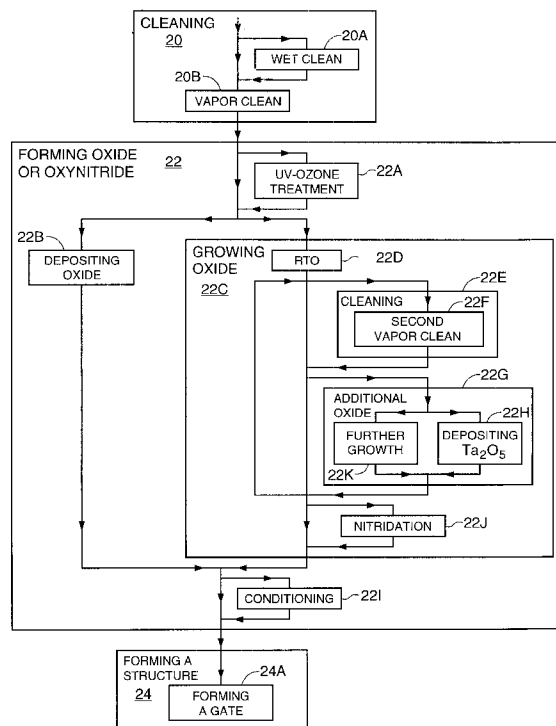 CLEANING
20
20A
WET CLEAN
20B
VAPOR CLEAN
FORMING OXIDE
OR OXYNITRIDE
22
22A
UV-OZONE
TREATMENT
22B
DEPOSITING
OXIDE
GROWING
OXIDE
22C
RTO
22D
22E
CLEANING
22F
SECOND
VAPOR CLEAN
22G
ADDITIONAL
OXIDE
22H
FURTHER
GROWTH
DEPOSITING
Ta₂O₅
22K
NITRIDATION
22J
CONDITIONING
22I
FORMING A
STRUCTURE
24
24A
FORMING
A GATE